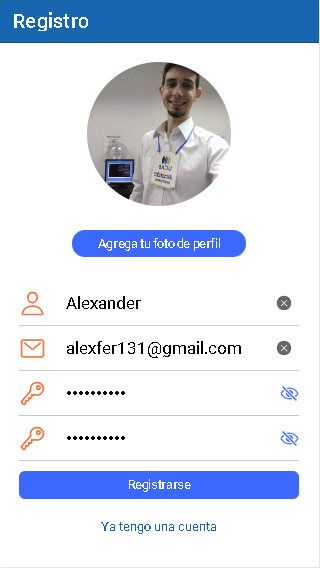 Registro
Agrega tu foto de perfil
Alexander
alexfer131@gmail.com
••••••••••
••••••••••
Registrarse
Ya tengo una cuenta